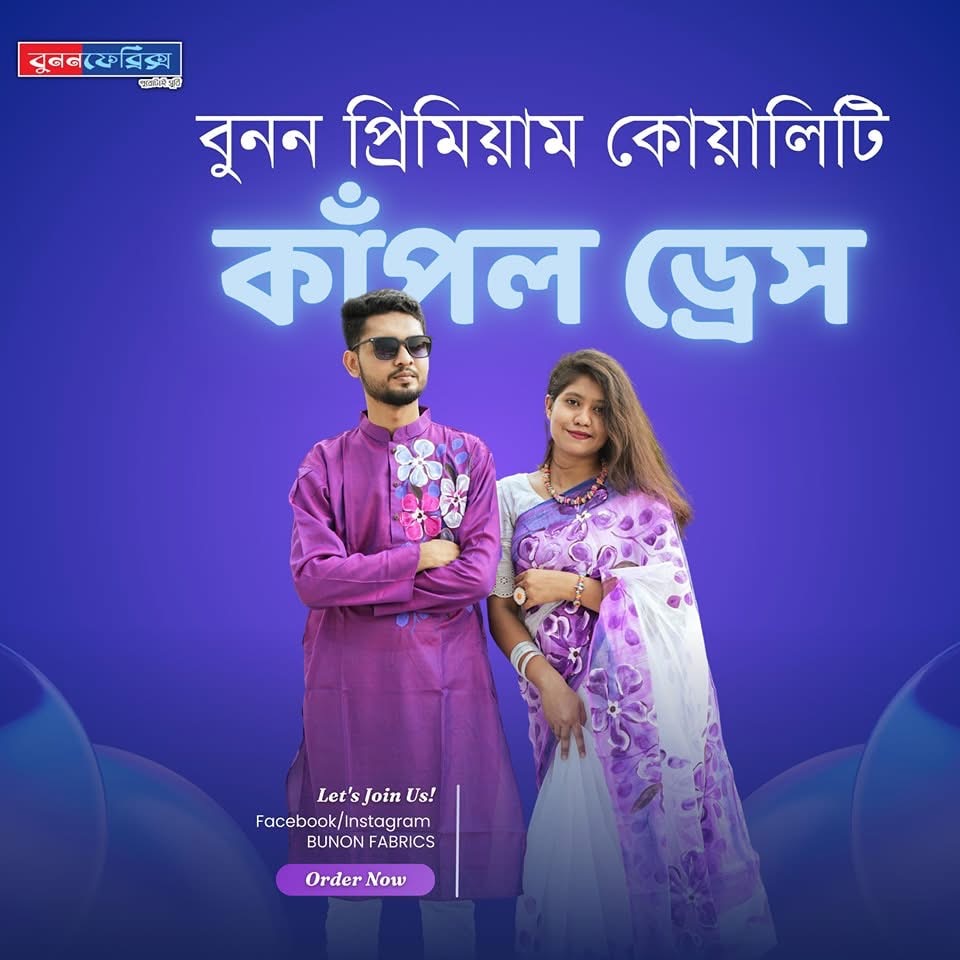 বুননফেব্রিক্স
বুনন প্রিমিয়াম কোয়ালিটি
কাঁপল ড্রেস
Let's Join Us!
Facebook/Instagram
BUNON FABRICS
Order Now